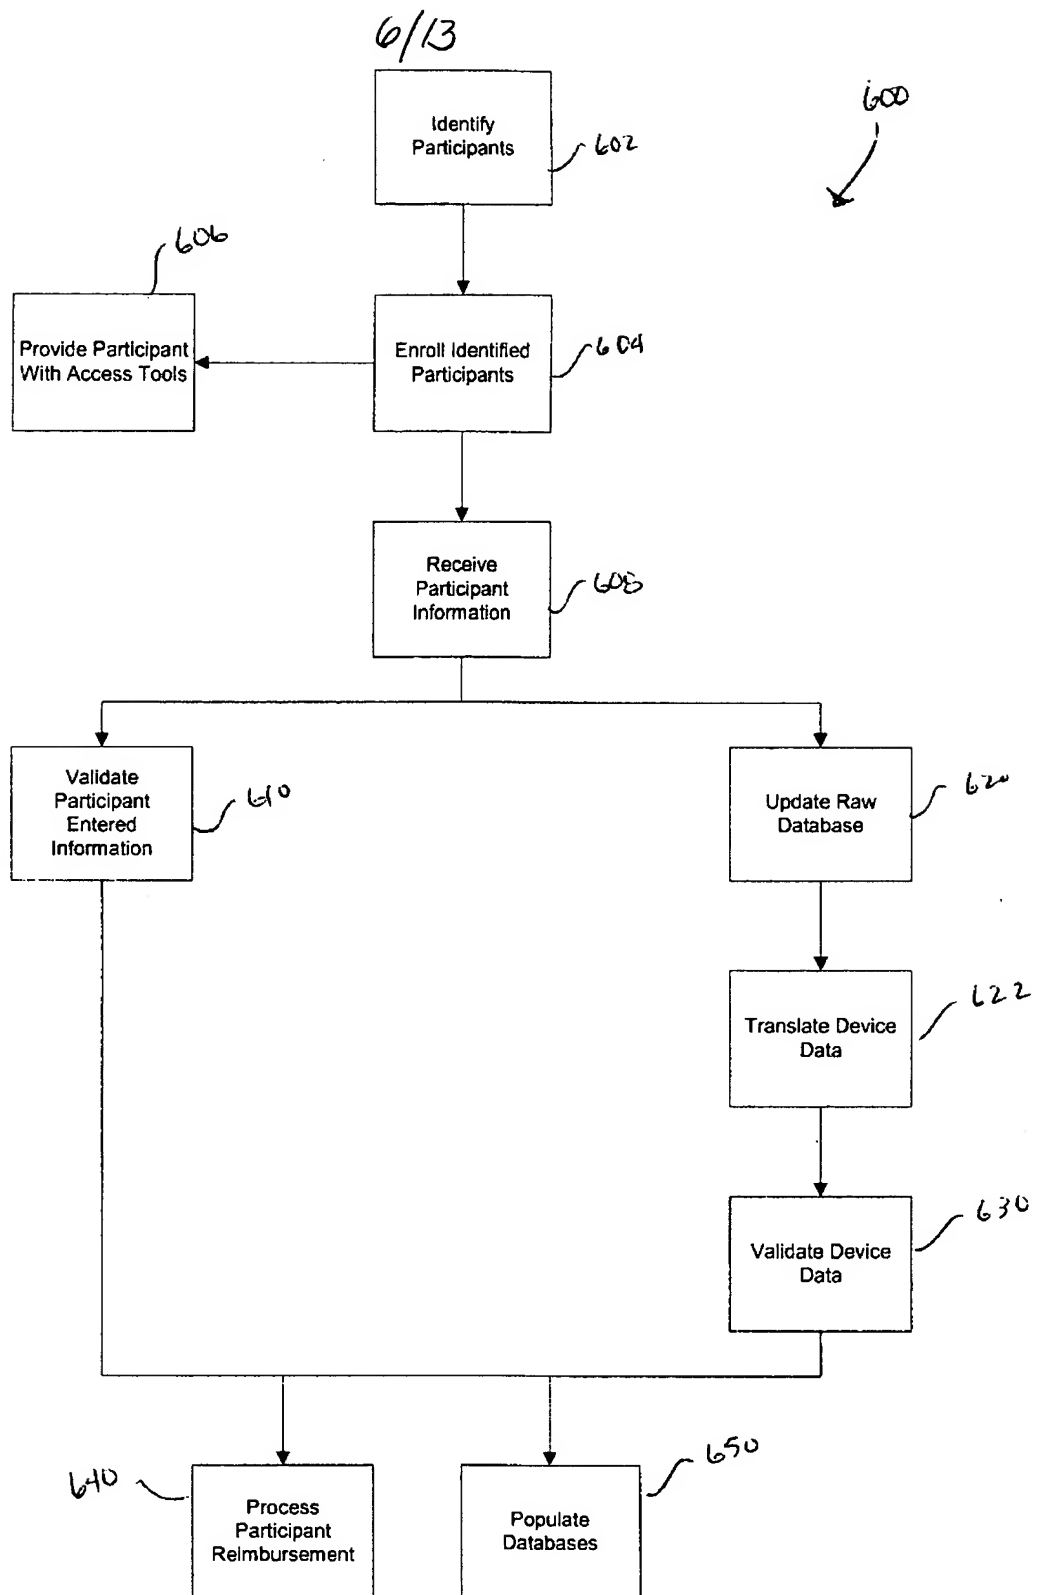 6/13
600
Identify
Participants
602
606
Provide Participant
With Access Tools
Enroll Identified
Participants
604
Receive
Participant
Information
608
Validate
Participant
Entered
Information
610
Update Raw
Database
620
Translate Device
Data
622
Validate Device
Data
630
640
Process
Participant
Reimbursement
650
Populate
Databases